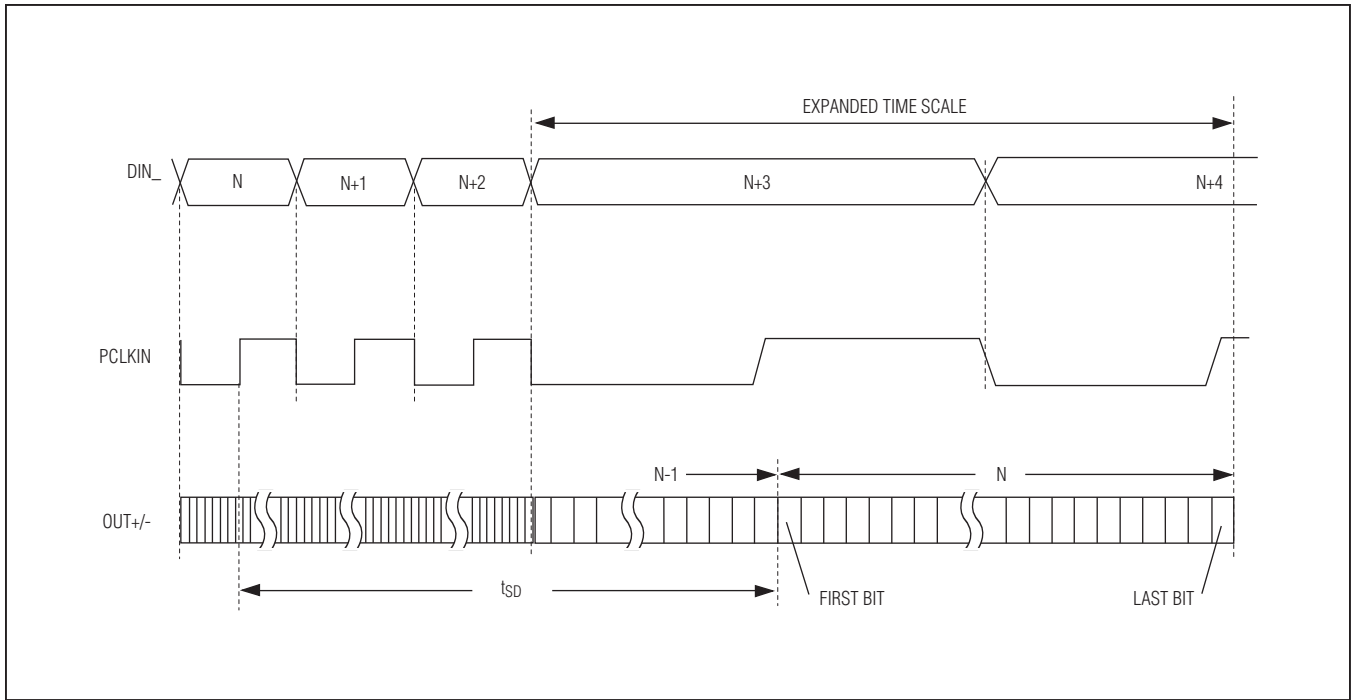 EXPANDED TIME SCALE
DIN_
N
N+1
N+2
N+3
N+4
PCLKIN
N-1
N
OUT+/-
tSD
FIRST BIT
LAST BIT